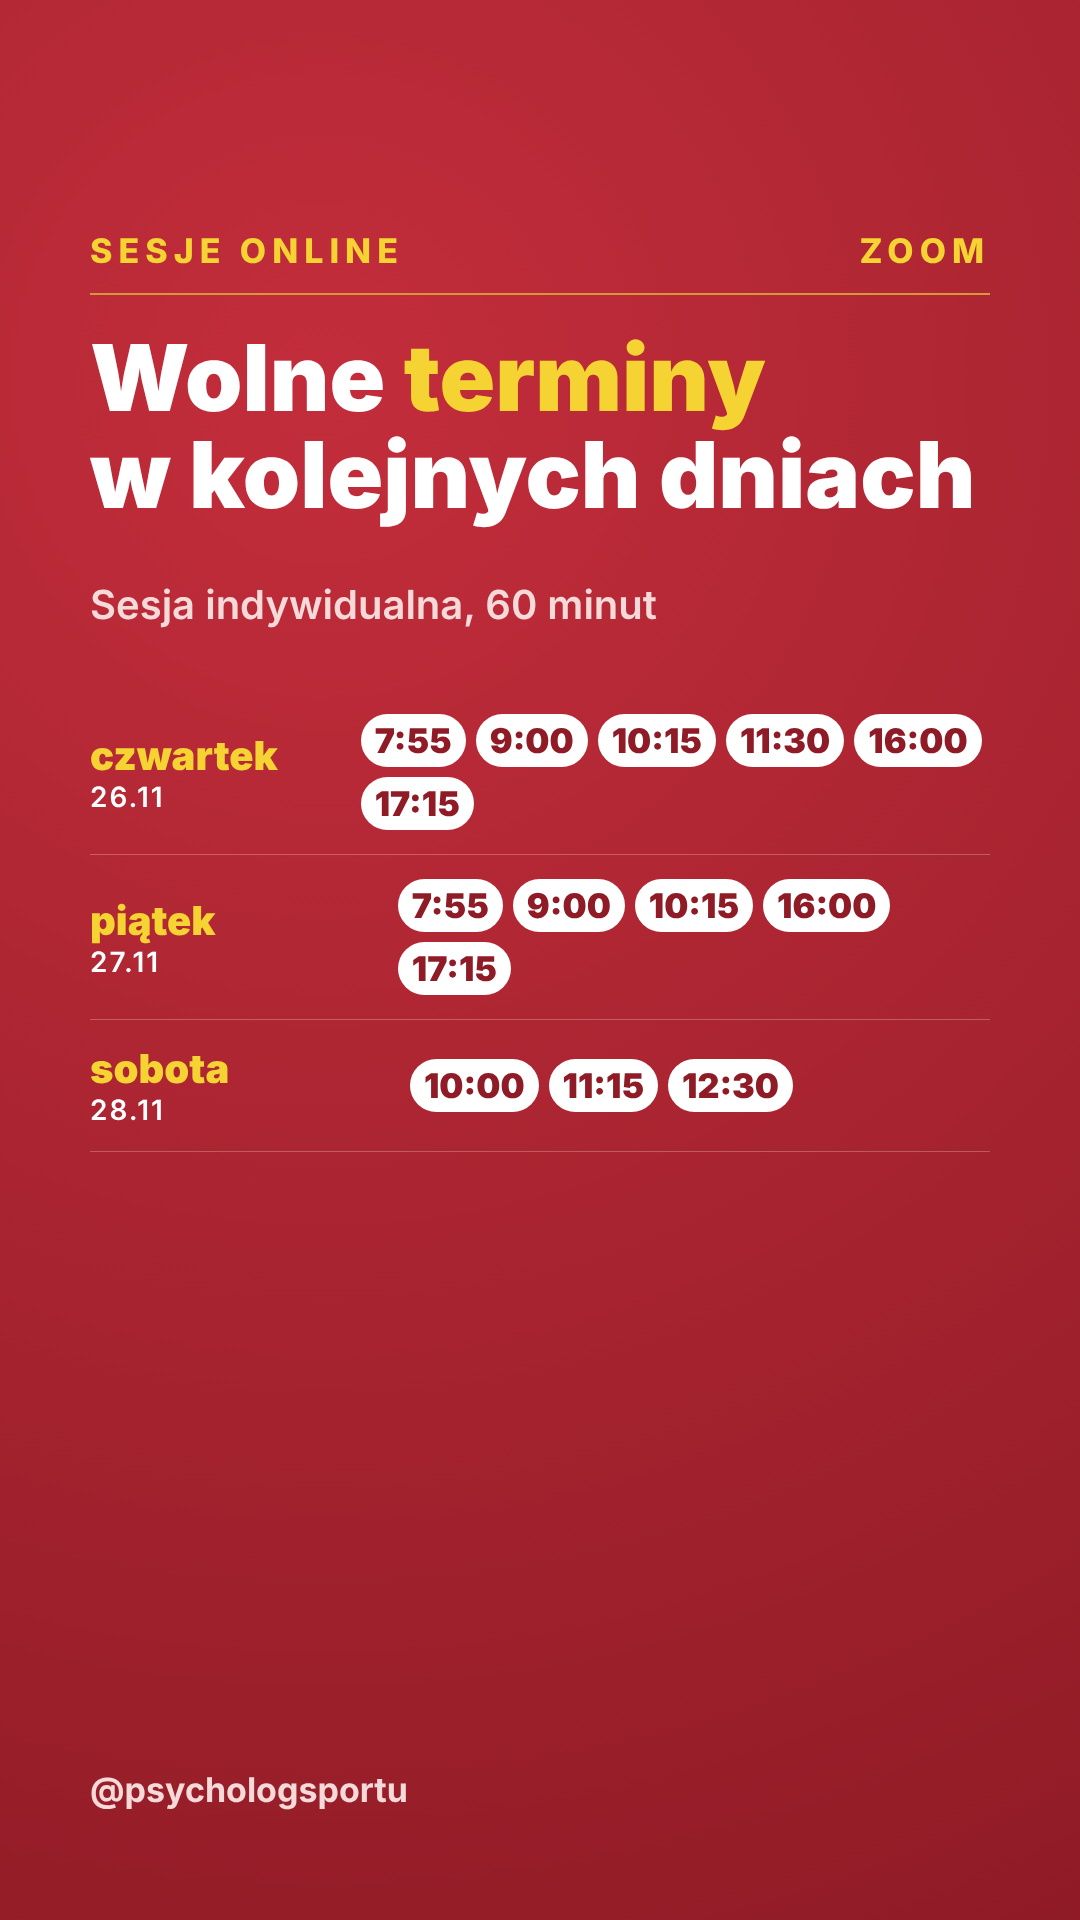 SESJE ONLINE ZOOM
Wolne terminy
w kolejnych dniach
Sesja indywidualna, 60 minut
czwartek
26.11
7:55 9:00 10:15 11:30 16:00
17:15
piątek
27.11
7:55 9:00 10:15 16:00
17:15
sobota
28.11
10:00 11:15 12:30
@psychologsportu